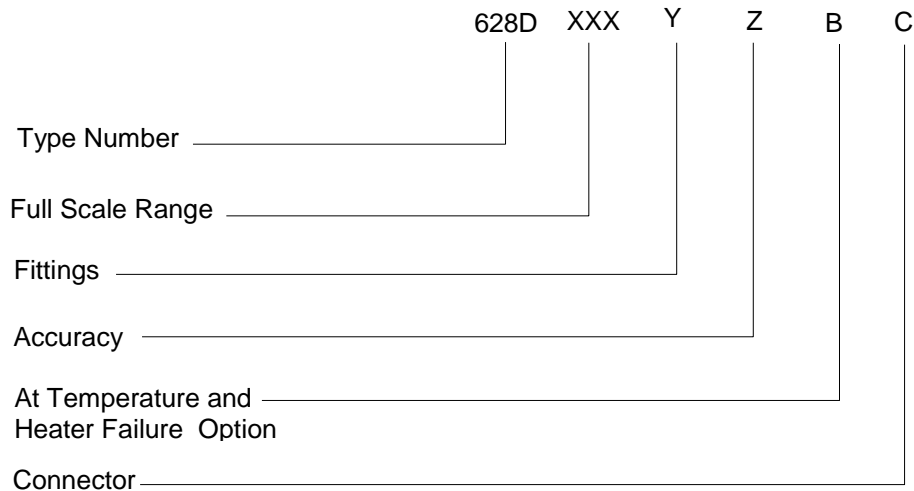 628D XXX Y Z B C
Type Number
Full Scale Range
Fittings
Accuracy
At Temperature and
Heater Failure Option
Connector